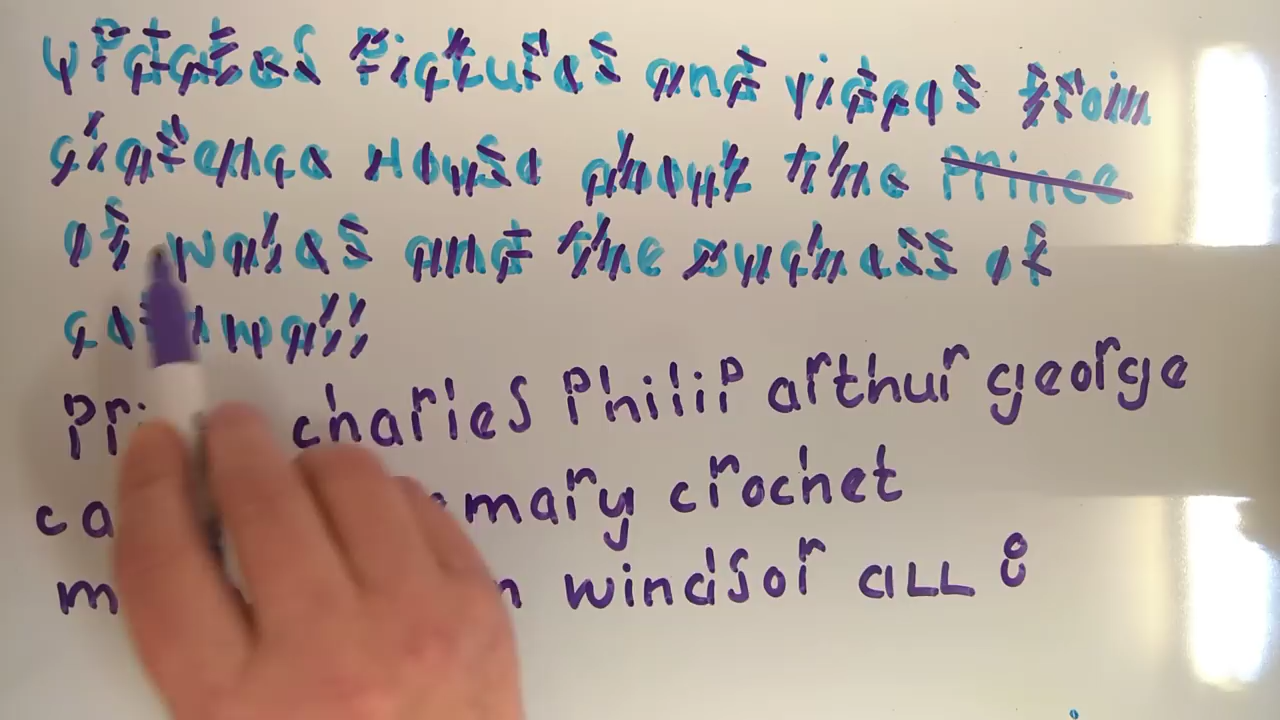 uPdates Pictures and videos from
clarence House about the Prince
of wales and the Duchess of
cornwall
Charles Philip arthur george
mary crochet
windsor aLL 8